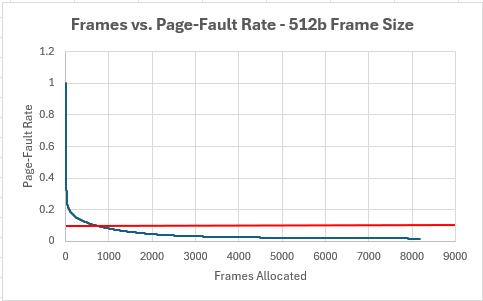 Frames vs. Page-Fault Rate - 512b Frame Size
Page-Fault Rate
1.2
1
0.8
0.6
0.4
0.2
0
0 1000 2000 3000 4000 5000 6000 7000 8000 9000
Frames Allocated